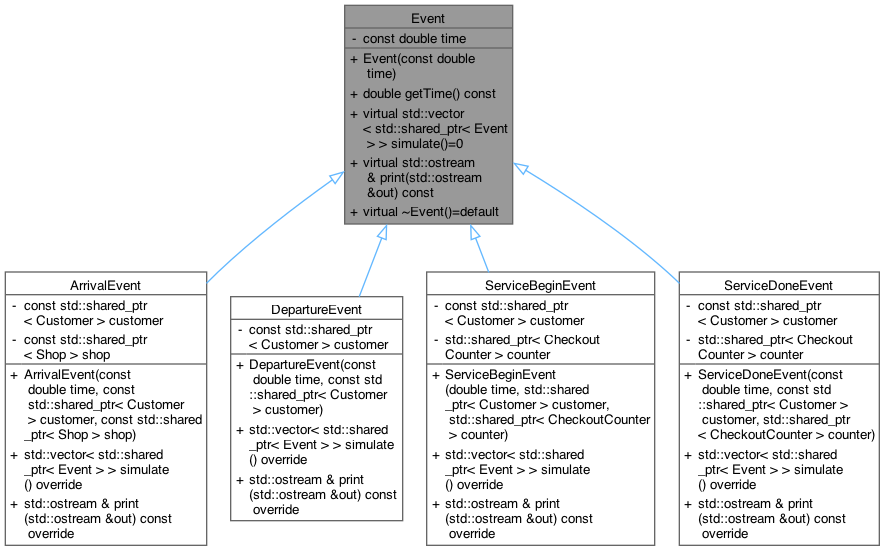 Event
- const double time
+ Event(const double
time)
+ double getTime() const
+ virtual std::vector
< std::shared_ptr< Event
> > simulate()=0
+ virtual std::ostream
& print(std::ostream
&out) const
+ virtual ~Event()=default
ArrivalEvent
- const std::shared_ptr
< Customer > customer
- const std::shared_ptr
< Shop > shop
+ ArrivalEvent(const
double time, const
std::shared_ptr< Customer
> customer, const std::shared
_ptr< Shop > shop)
+ std::vector< std::shared
_ptr< Event > > simulate
() override
+ std::ostream & print
(std::ostream &out) const
override
DepartureEvent
- const std::shared_ptr
< Customer > customer
+ DepartureEvent(const
double time, const std
::shared_ptr< Customer
> customer)
+ std::vector< std::shared
_ptr< Event > > simulate
() override
+ std::ostream & print
(std::ostream &out) const
override
ServiceBeginEvent
- const std::shared_ptr
< Customer > customer
- std::shared_ptr< Checkout
Counter > counter
+ ServiceBeginEvent
(double time, std::shared
_ptr< Customer > customer,
std::shared_ptr< CheckoutCounter
> counter)
+ std::vector< std::shared
_ptr< Event > > simulate
() override
+ std::ostream & print
(std::ostream &out) const
override
ServiceDoneEvent
- const std::shared_ptr
< Customer > customer
- std::shared_ptr< Checkout
Counter > counter
+ ServiceDoneEvent(const
double time, const std
::shared_ptr< Customer >
customer, std::shared_ptr
< CheckoutCounter > counter)
+ std::vector< std::shared
_ptr< Event > > simulate
() override
+ std::ostream & print
(std::ostream &out) const
override